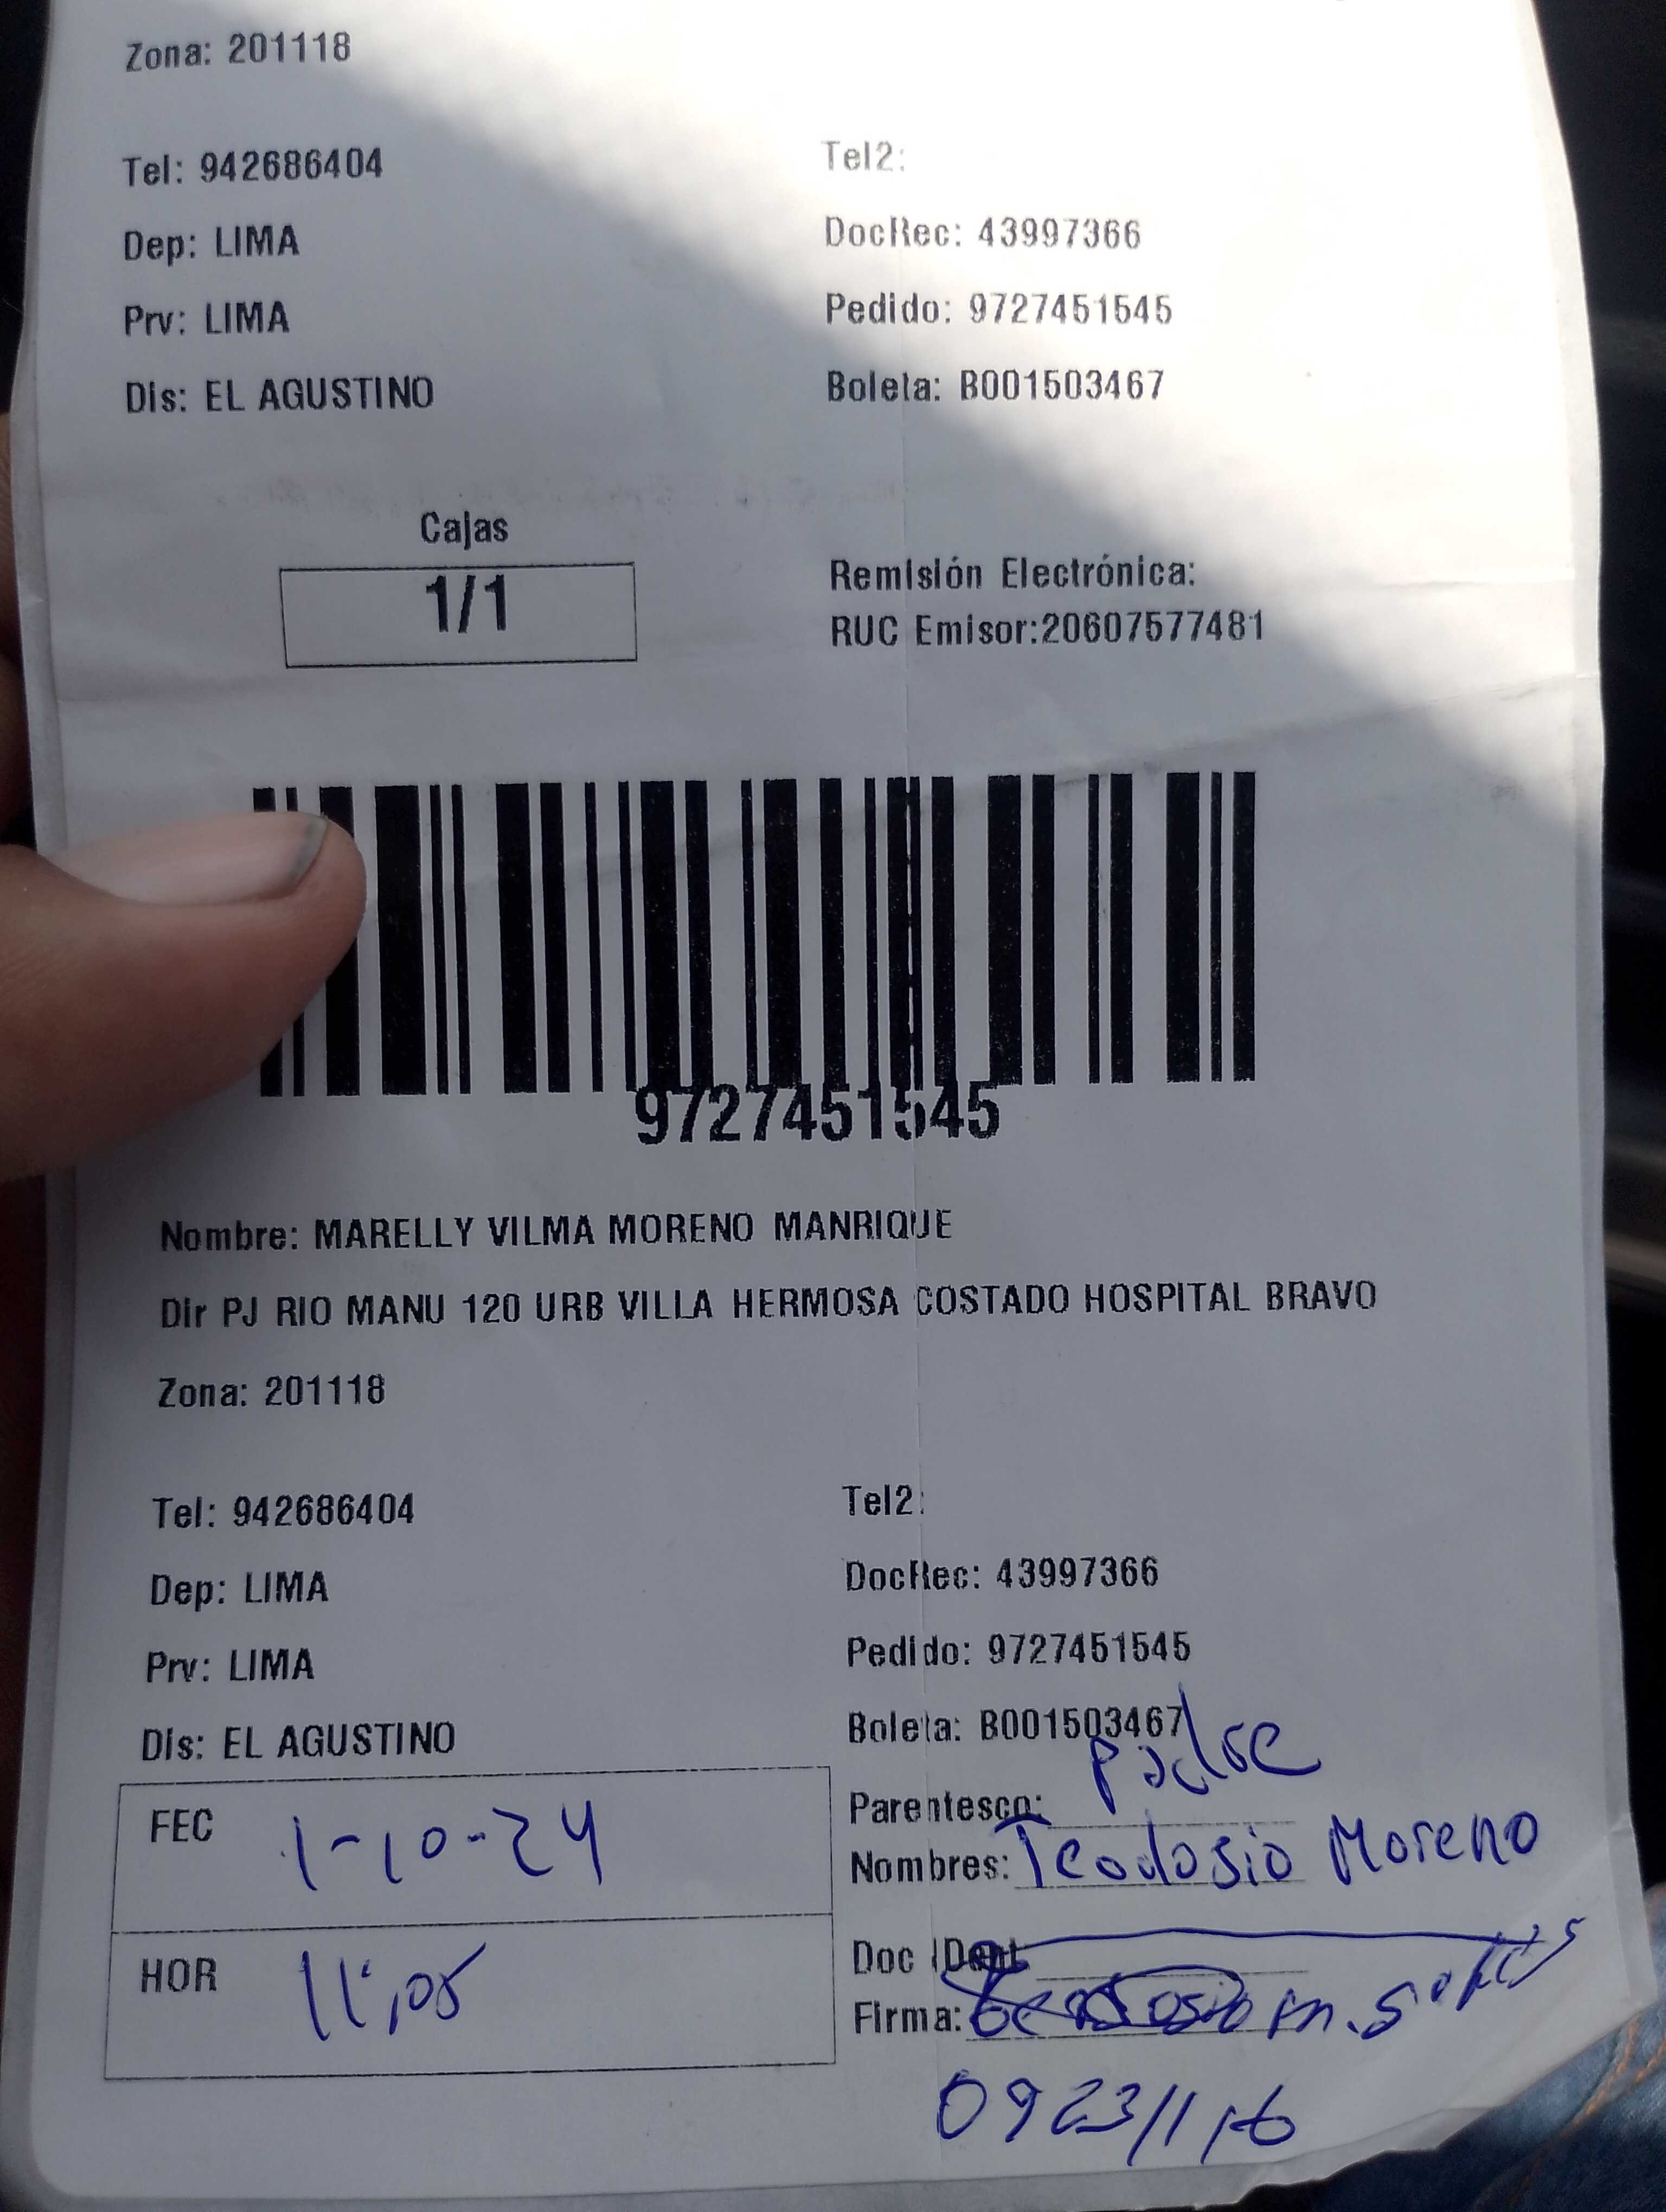 Zona: 201118
Tel: 942686404 Tel2:
Dep: LIMA DocRec: 43997366
Prv: LIMA Pedido: 9727451545
Dis: EL AGUSTINO Boleta: B001503467
Cajas
1/1
Remisión Electrónica:
RUC Emisor:20607577481
9727451545
Nombre: MARELLY VILMA MORENO MANRIQUE
Dir PJ RIO MANU 120 URB VILLA HERMOSA COSTADO HOSPITAL BRAVO
Zona: 201118
Tel: 942686404 Tel2:
Dep: LIMA DocRec: 43997366
Prv: LIMA Pedido: 9727451545
Dis: EL AGUSTINO Boleta: B001503467
FEC 1-10-24
Parentesco: Padre
Nombres: Teodosio Moreno
HOR 11:05
Doc IDent
Firma: